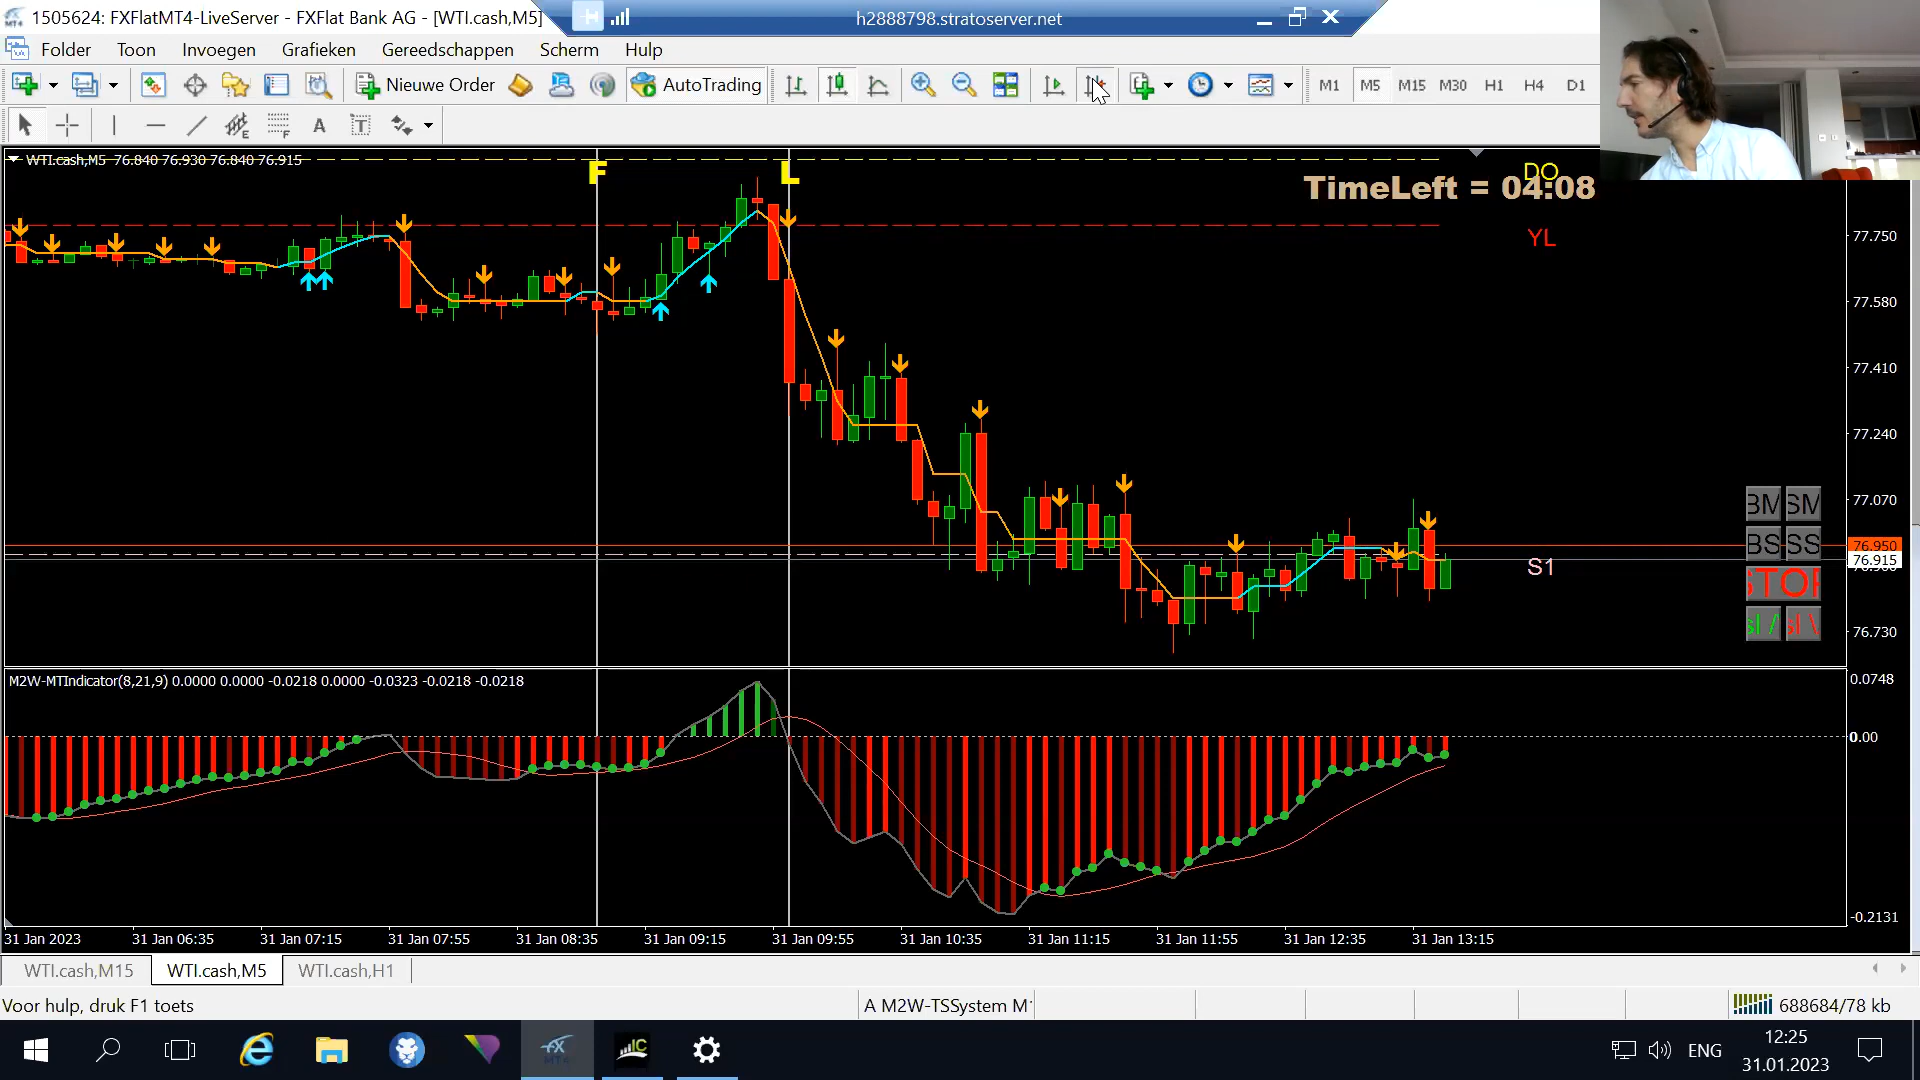 1505624: FXFlatMT4-LiveServer - FXFlat Bank AG - [WTI.cash,M5]
h2888798.stratoserver.net
Folder Toon Invoegen Grafieken Gereedschappen Scherm Hulp
Nieuwe Order AutoTrading M1 M5 M15 M30 H1 H4 D1
A T
WTI.cash,M5 76.840 76.930 76.840 76.915
F L
DO
TimeLeft = 04:08
YL
77.750
77.580
77.410
77.240
77.070
BM SM
BS SS
76.950
76.915
S1
STOP
sl / sl \
76.730
M2W-MTIndicator(8,21,9) 0.0000 0.0000 -0.0218 0.0000 -0.0323 -0.0218 -0.0218
0.0748
0.00
-0.2131
31 Jan 2023 31 Jan 06:35 31 Jan 07:15 31 Jan 07:55 31 Jan 08:35 31 Jan 09:15 31 Jan 09:55 31 Jan 10:35 31 Jan 11:15 31 Jan 11:55 31 Jan 12:35 31 Jan 13:15
WTI.cash,M15 WTI.cash,M5 WTI.cash,H1
Voor hulp, druk F1 toets
A M2W-TSSystem M
688684/78 kb
FX
MT4
IC
ENG
12:25
31.01.2023